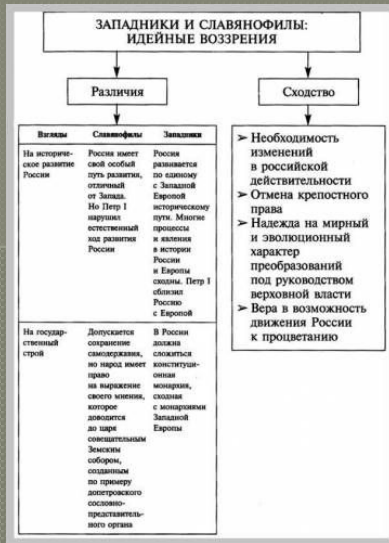 ЗАПАДНИКИ И СЛАВЯНОФИЛЫ:
ИДЕЙНЫЕ ВОЗЗРЕНИЯ
Различия
Взгляды Славянофилы Западники
На историче-
ское развитие
России
Россия имеет
свой особый
путь развития,
отличный
от Запада.
Но Петр I
нарушил
естественный
ход развития
России
Россия
развивается
по единому
с Западной
Европой
историческому
пути. Многие
процессы
и явления
в истории
России
и Европы
сходны. Петр I
сблизил
Россию
с Европой
На государ-
ственный
строй
Допускается
сохранение
самодержавия,
но народ имеет
право
на выражение
своего мнения,
которое
доводится
до царя
совещательным
Земским
собором,
созданным
по примеру
допетровского
сословно-
представитель-
ного органа
В России
должна
сложиться
конституци-
онная
монархия,
сходная
с монархиями
Западной
Европы
Сходство
➢ Необходимость
изменений
в российской
действительности
➢ Отмена крепостного
права
➢ Надежда на мирный
и эволюционный
характер
преобразований
под руководством
верховной власти
➢ Вера в возможность
движения России
к процветанию